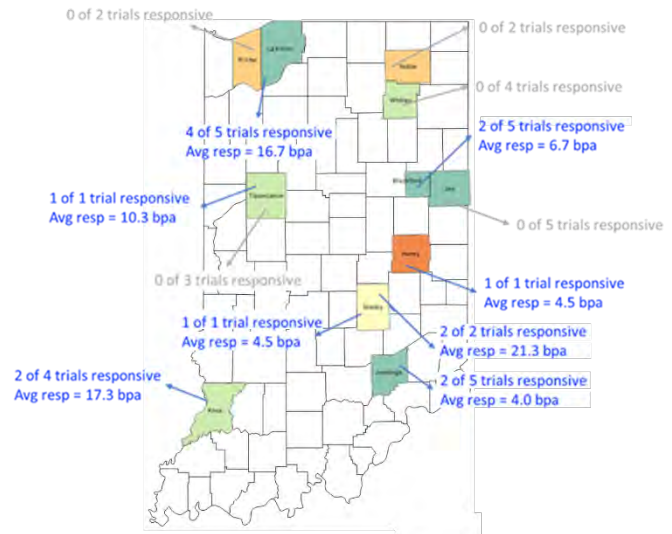 0 of 2 trials responsive
0 of 2 trials responsive
LaPorte
Porter
Noble
0 of 4 trials responsive
Whitley
4 of 5 trials responsive
Avg resp = 16.7 bpa
2 of 5 trials responsive
Avg resp = 6.7 bpa
Blackford
Jay
1 of 1 trial responsive
Avg resp = 10.3 bpa
Tippecanoe
0 of 5 trials responsive
Henry
0 of 3 trials responsive
1 of 1 trial responsive
Avg resp = 4.5 bpa
Shelby
1 of 1 trial responsive
Avg resp = 4.5 bpa
2 of 2 trials responsive
Avg resp = 21.3 bpa
2 of 4 trials responsive
Avg resp = 17.3 bpa
Jennings
2 of 5 trials responsive
Avg resp = 4.0 bpa
Knox